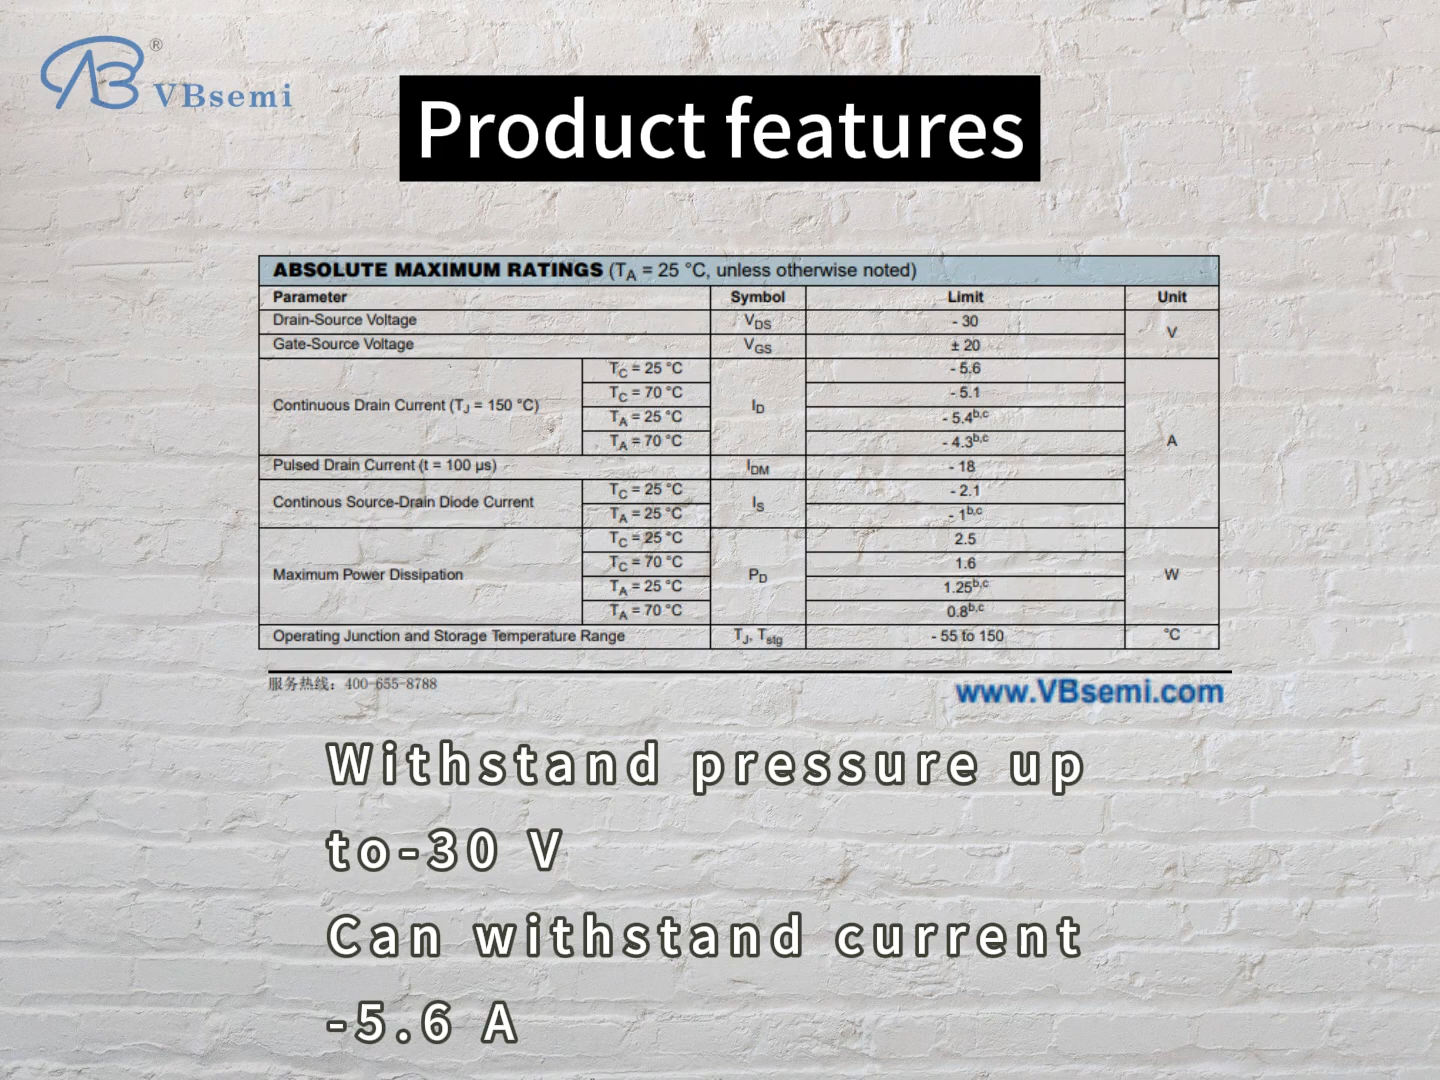 VBsemi ®
Product features
ABSOLUTE MAXIMUM RATINGS (TA = 25 °C, unless otherwise noted)
Parameter Symbol Limit Unit
Drain-Source Voltage VDS - 30 V
Gate-Source Voltage VGS ± 20
Continuous Drain Current (TJ = 150 °C) TC = 25 °C ID - 5.6 A
TC = 70 °C - 5.1
TA = 25 °C - 5.4b,c
TA = 70 °C - 4.3b,c
Pulsed Drain Current (t = 100 µs) IDM - 18
Continous Source-Drain Diode Current TC = 25 °C IS - 2.1
TA = 25 °C - 1b,c
Maximum Power Dissipation TC = 25 °C PD 2.5 W
TC = 70 °C 1.6
TA = 25 °C 1.25b,c
TA = 70 °C 0.8b,c
Operating Junction and Storage Temperature Range TJ, Tstg - 55 to 150 °C
服务热线：400-655-8788
www.VBsemi.com
Withstand pressure up
to-30 V
Can withstand current
-5.6 A